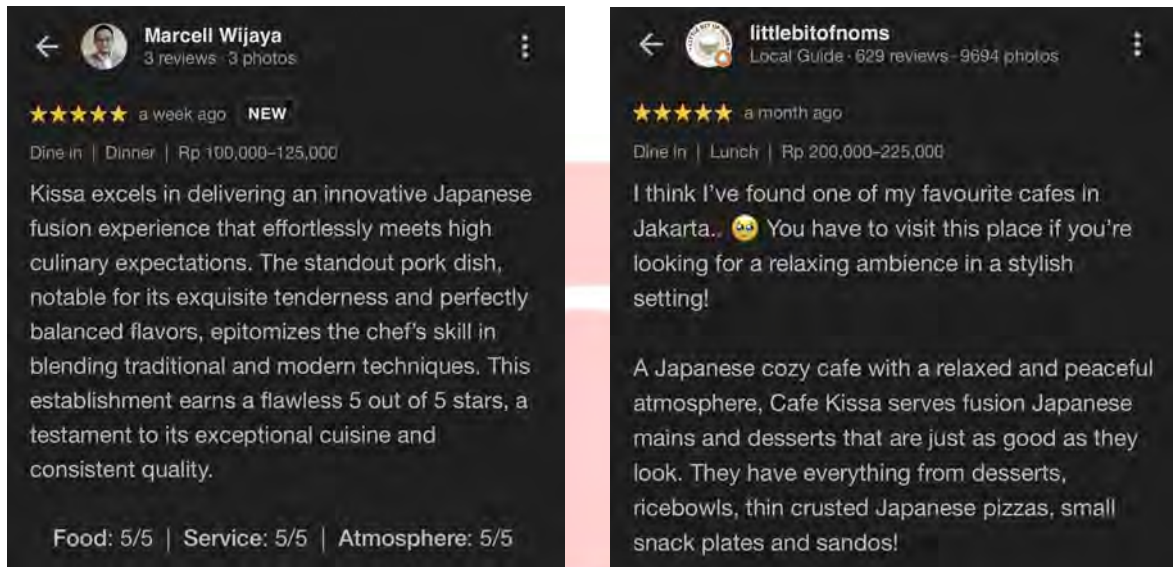 Marcell Wijaya
3 reviews · 3 photos
★★★★★ a week ago NEW
Dine in | Dinner | Rp 100,000–125,000
Kissa excels in delivering an innovative Japanese
fusion experience that effortlessly meets high
culinary expectations. The standout pork dish,
notable for its exquisite tenderness and perfectly
balanced flavors, epitomizes the chef's skill in
blending traditional and modern techniques. This
establishment earns a flawless 5 out of 5 stars, a
testament to its exceptional cuisine and
consistent quality.
Food: 5/5 | Service: 5/5 | Atmosphere: 5/5
littlebitofnoms
Local Guide · 629 reviews · 9694 photos
★★★★★ a month ago
Dine in | Lunch | Rp 200,000–225,000
I think I've found one of my favourite cafes in
Jakarta.. 🥹 You have to visit this place if you're
looking for a relaxing ambience in a stylish
setting!
A Japanese cozy cafe with a relaxed and peaceful
atmosphere, Cafe Kissa serves fusion Japanese
mains and desserts that are just as good as they
look. They have everything from desserts,
ricebowls, thin crusted Japanese pizzas, small
snack plates and sandos!